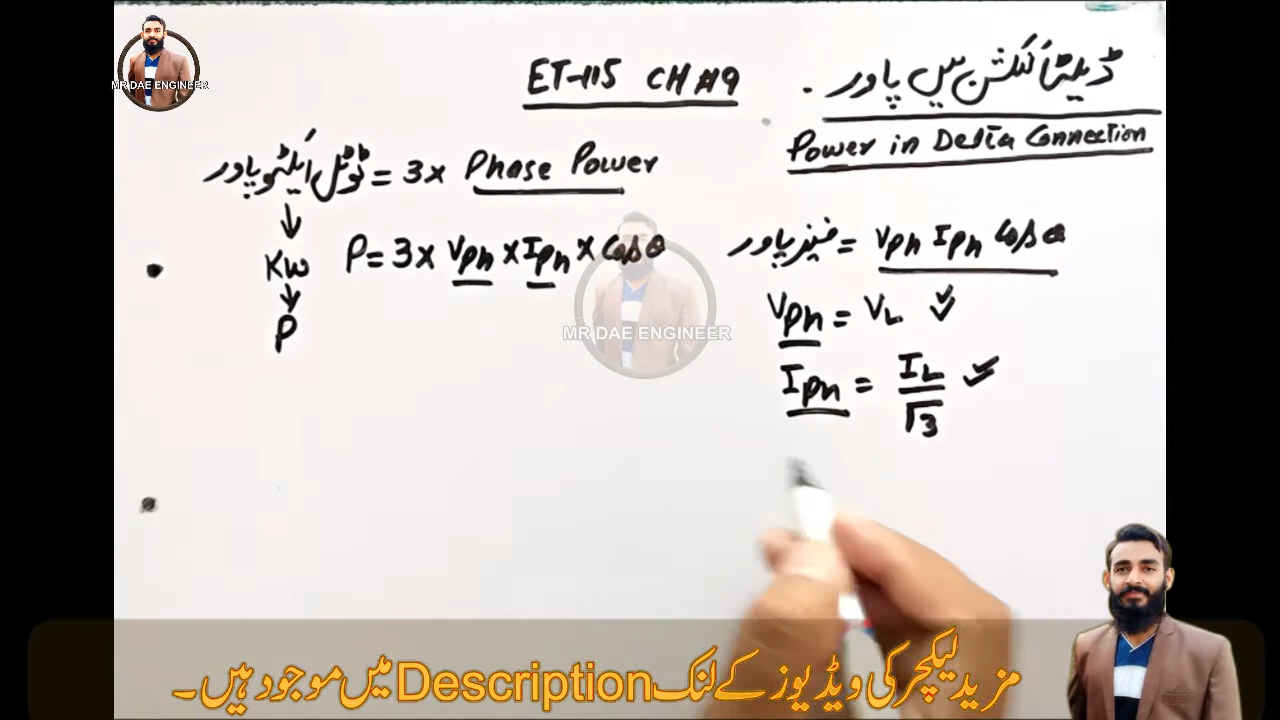 MR DAE ENGINEER
ET-115 CH #9
ڈیلٹا کنکشن میں پاور ۔
Power in Delta Connection
ٹوٹل ایکٹو پاور = 3 × Phase Power
↓
KW
↓
P
P = 3 × Vph × Iph × Cosθ
فیز پاور = Vph Iph Cosθ
Vph = VL ✓
Iph = IL/√3 ✓
MR DAE ENGINEER
مزید لیکچر کی ویڈیوز کے لنک Description میں موجود ہیں۔